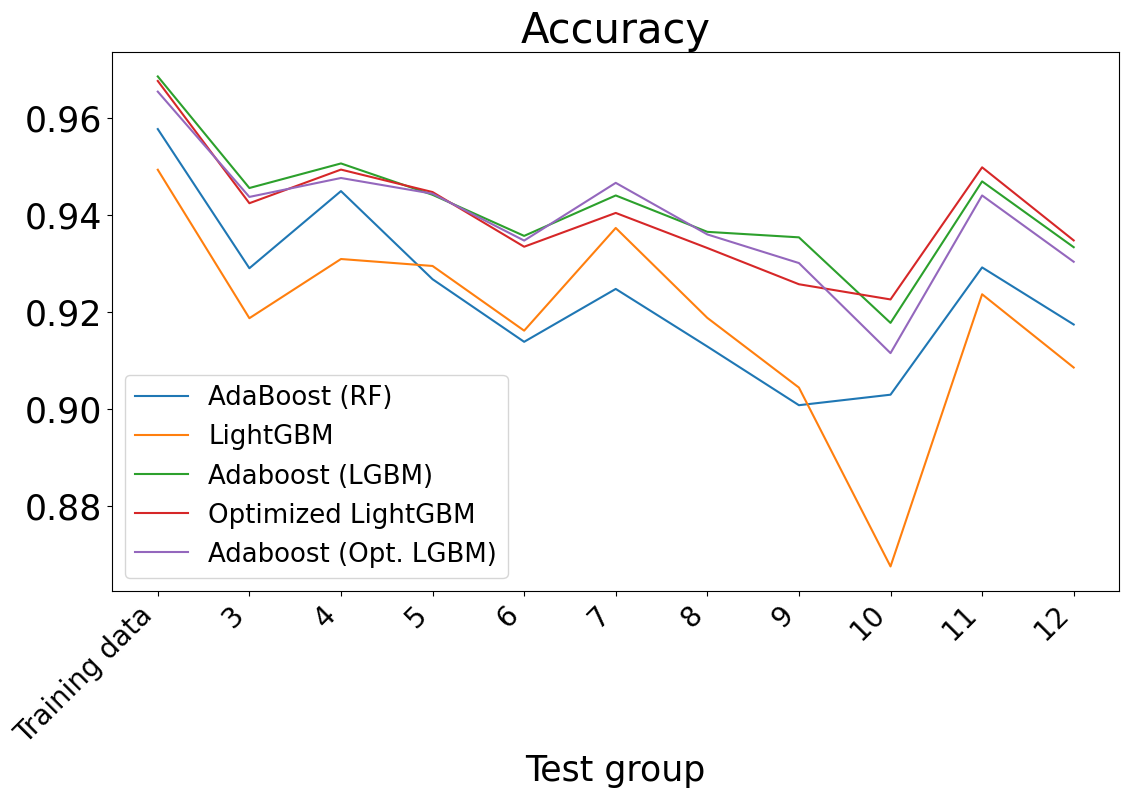 Accuracy
0.96
0.94
0.92
0.90
0.88
AdaBoost (RF)
LightGBM
Adaboost (LGBM)
Optimized LightGBM
Adaboost (Opt. LGBM)
Training data
3
4
5
6
7
8
9
10
11
12
Test group